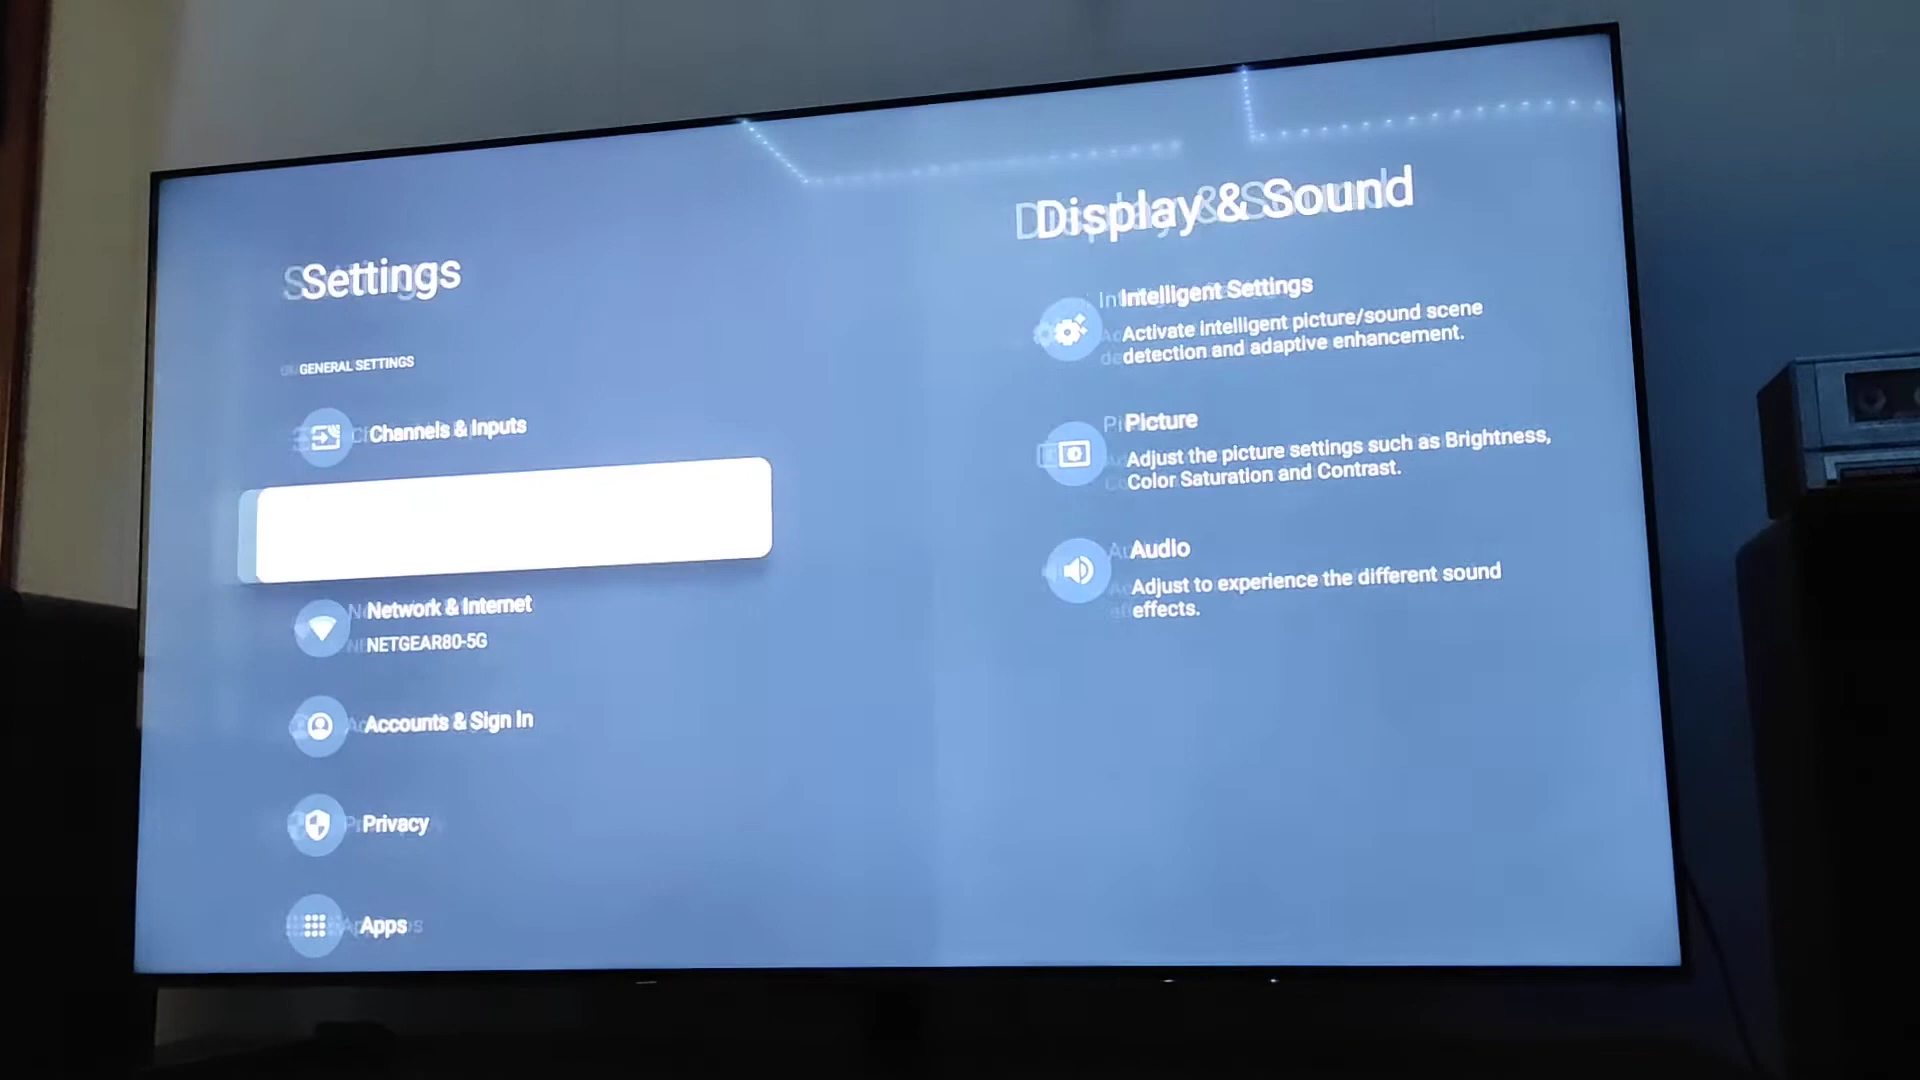 Settings
GENERAL SETTINGS
Channels & Inputs
Network & Internet
NETGEAR80-5G
Accounts & Sign In
Privacy
Apps
Display & Sound
Intelligent Settings
Activate intelligent picture/sound scene
detection and adaptive enhancement.
Picture
Adjust the picture settings such as Brightness,
Color Saturation and Contrast.
Audio
Adjust to experience the different sound
effects.